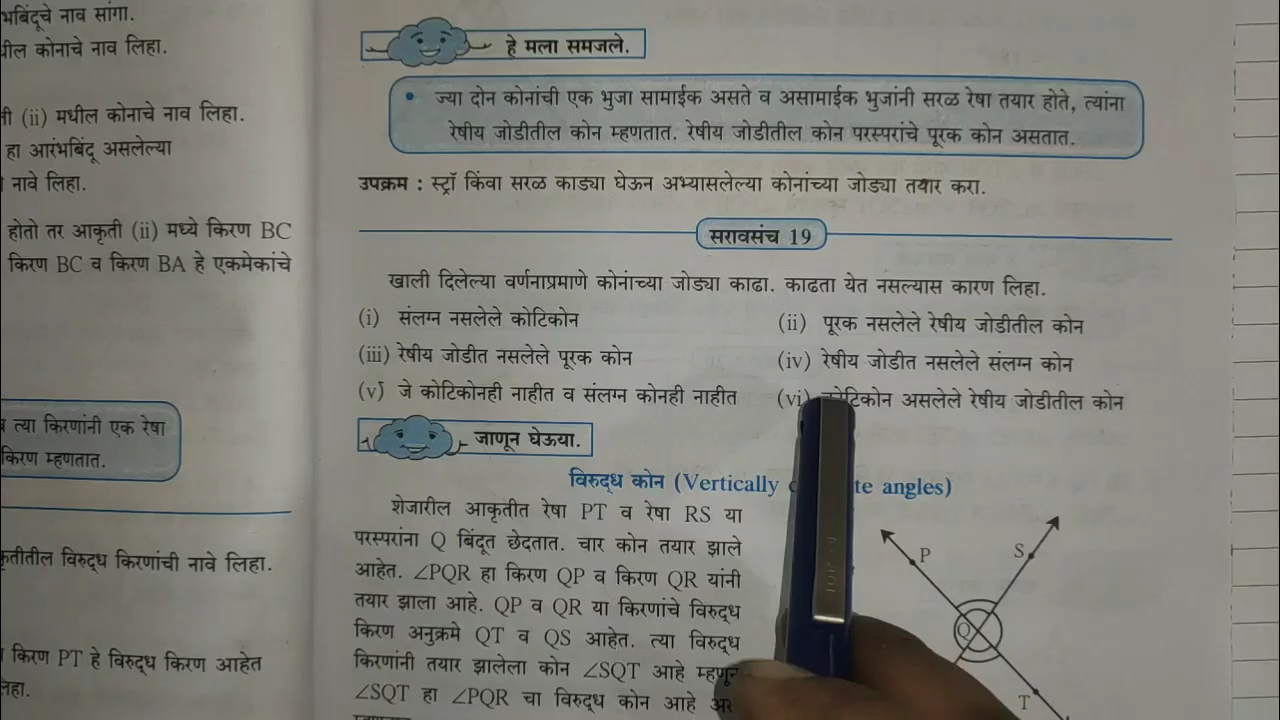 भबिंदूचे नाव सांगा.
ील कोनाचे नाव लिहा.
ती (ii) मधील कोनाचे नाव लिहा.
हा आरंभबिंदू असलेल्या
नावे लिहा.
होतो तर आकृती (ii) मध्ये किरण BC
किरण BC व किरण BA हे एकमेकांचे
त्या किरणांनी एक रेषा
किरण म्हणतात.
कृतीतील विरुद्ध किरणांची नावे लिहा.
किरण PT हे विरुद्ध किरण आहेत
लिहा.
हे मला समजले.
• ज्या दोन कोनांची एक भुजा सामाईक असते व असामाईक भुजांनी सरळ रेषा तयार होते, त्यांना
रेषीय जोडीतील कोन म्हणतात. रेषीय जोडीतील कोन परस्परांचे पूरक कोन असतात.
उपक्रम : स्ट्रॉ किंवा सरळ काड्या घेऊन अभ्यासलेल्या कोनांच्या जोड्या तयार करा.
सरावसंच 19
खाली दिलेल्या वर्णनाप्रमाणे कोनांच्या जोड्या काढा. काढता येत नसल्यास कारण लिहा.
(i) संलग्न नसलेले कोटिकोन
(ii) पूरक नसलेले रेषीय जोडीतील कोन
(iii) रेषीय जोडीत नसलेले पूरक कोन
(iv) रेषीय जोडीत नसलेले संलग्न कोन
(v) जे कोटिकोनही नाहीत व संलग्न कोनही नाहीत
(vi) कोटिकोन असलेले रेषीय जोडीतील कोन
जाणून घेऊया.
विरुद्ध कोन (Vertically angles)
शेजारील आकृतीत रेषा PT व रेषा RS या
परस्परांना Q बिंदूत छेदतात. चार कोन तयार झाले
आहेत. ∠PQR हा किरण QP व किरण QR यांनी
तयार झाला आहे. QP व QR या किरणांचे विरुद्ध
किरण अनुक्रमे QT व QS आहेत. त्या विरुद्ध
किरणांनी तयार झालेला कोन ∠SQT आहे म्हणून
∠SQT हा ∠PQR चा विरुद्ध कोन आहे
P
S
Q
T